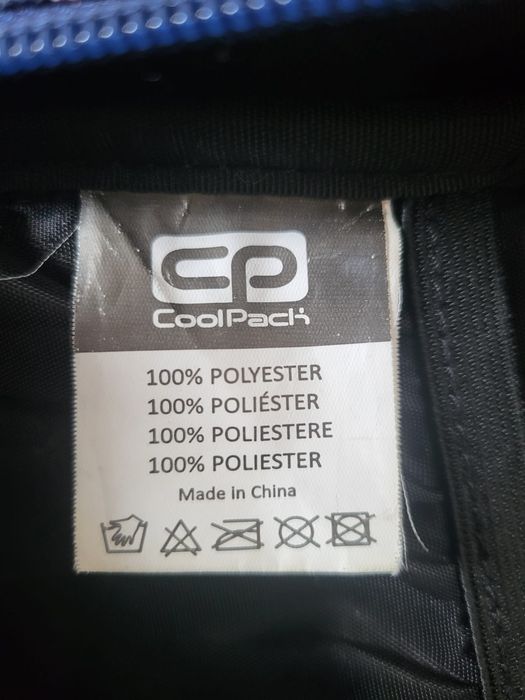 CP
CoolPack
100% POLYESTER
100% POLIÉSTER
100% POLIESTERE
100% POLIESTER
Made in China